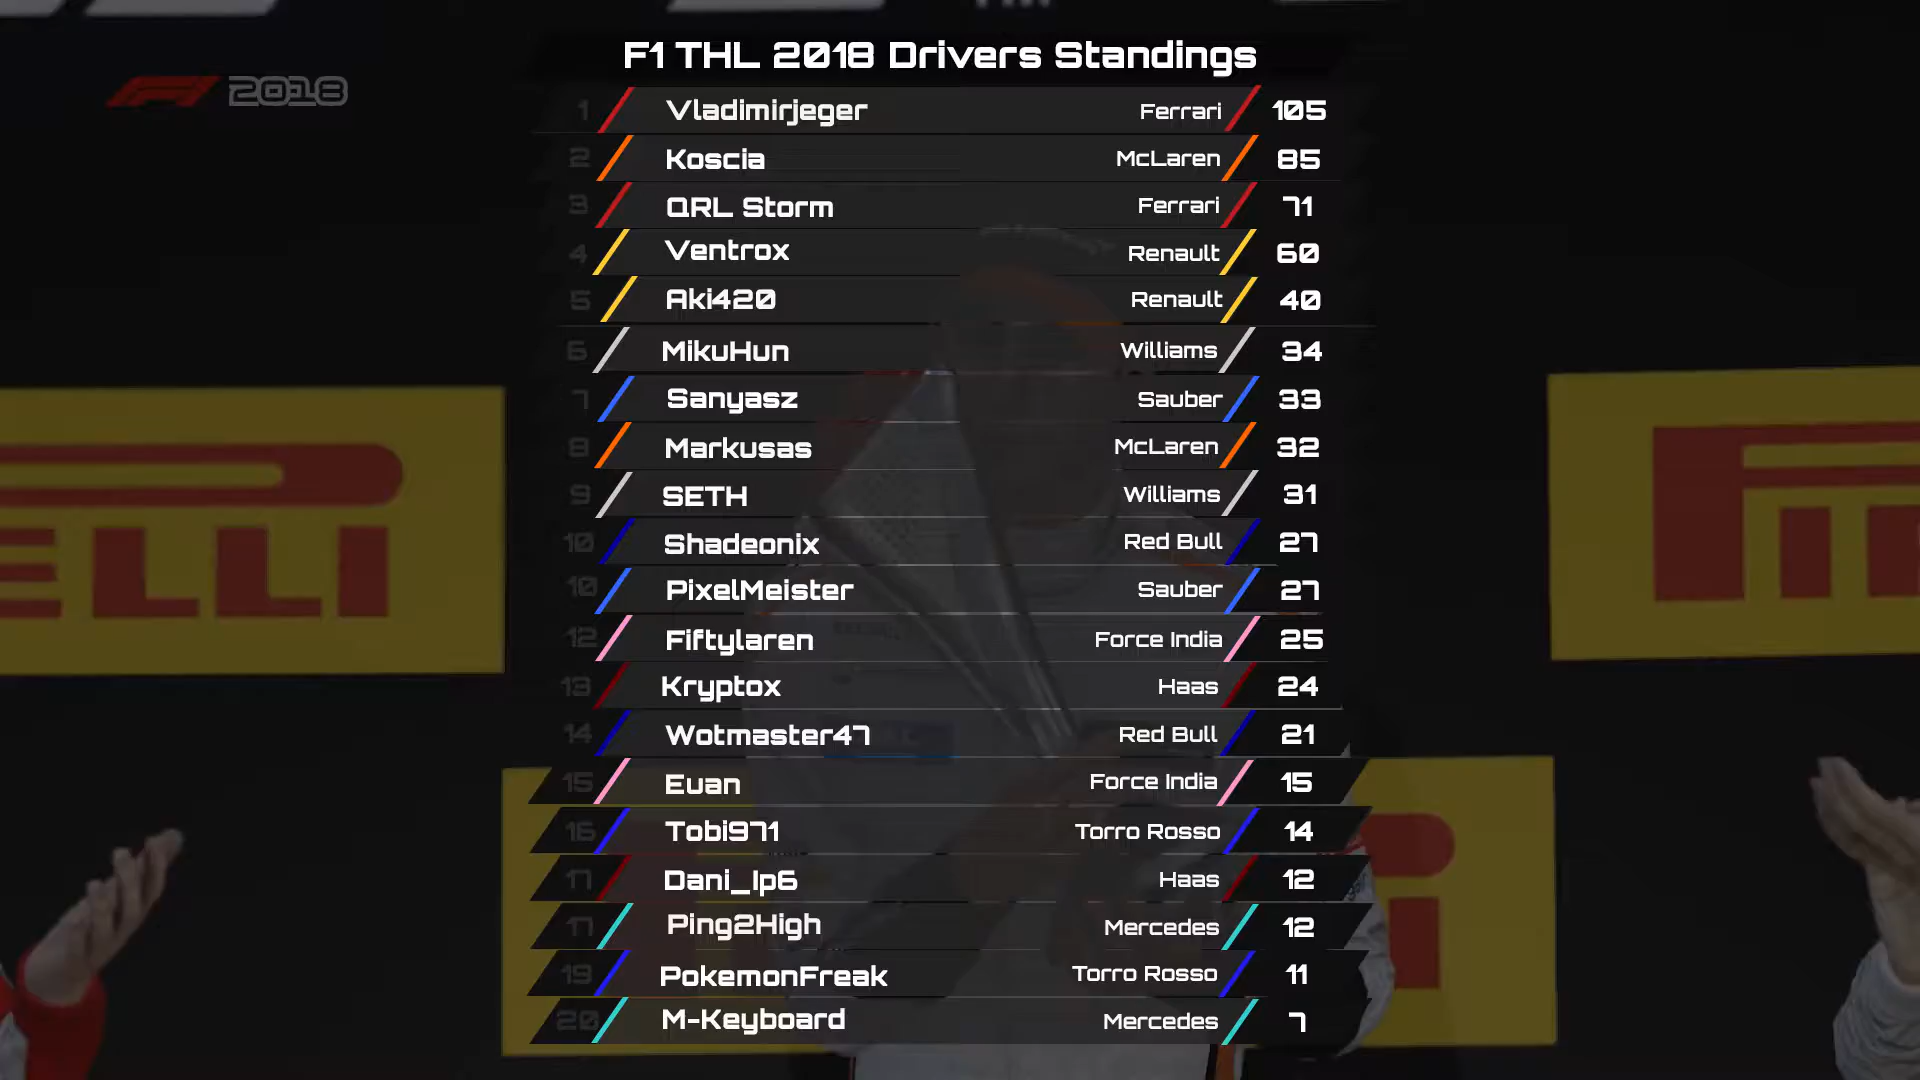 F1 THL 2018 Drivers Standings
F1 2018
1 Vladimirjeger Ferrari 105
2 Koscia McLaren 85
3 QRL Storm Ferrari 71
4 Ventrox Renault 60
5 Aki420 Renault 40
6 MikuHun Williams 34
7 Sanyasz Sauber 33
8 Markusas McLaren 32
9 SETH Williams 31
10 Shadeonix Red Bull 27
10 PixelMeister Sauber 27
12 Fiftylaren Force India 25
13 Kryptox Haas 24
14 Wotmaster47 Red Bull 21
15 Euan Force India 15
16 Tobi971 Torro Rosso 14
17 Dani_Ip6 Haas 12
17 Ping2High Mercedes 12
19 PokemonFreak Torro Rosso 11
20 M-Keyboard Mercedes 7